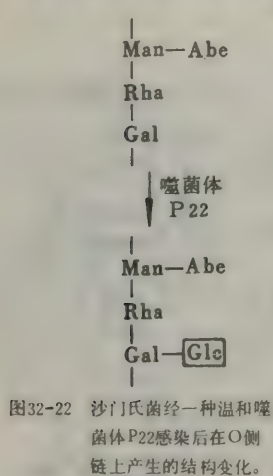 Man—Abe
Rha
Gal
噬菌体
P22
Man—Abe
Rha
Gal—Glc
图32-22 沙门氏菌经一种温和噬
菌体P22感染后在O侧
链上产生的结构变化。